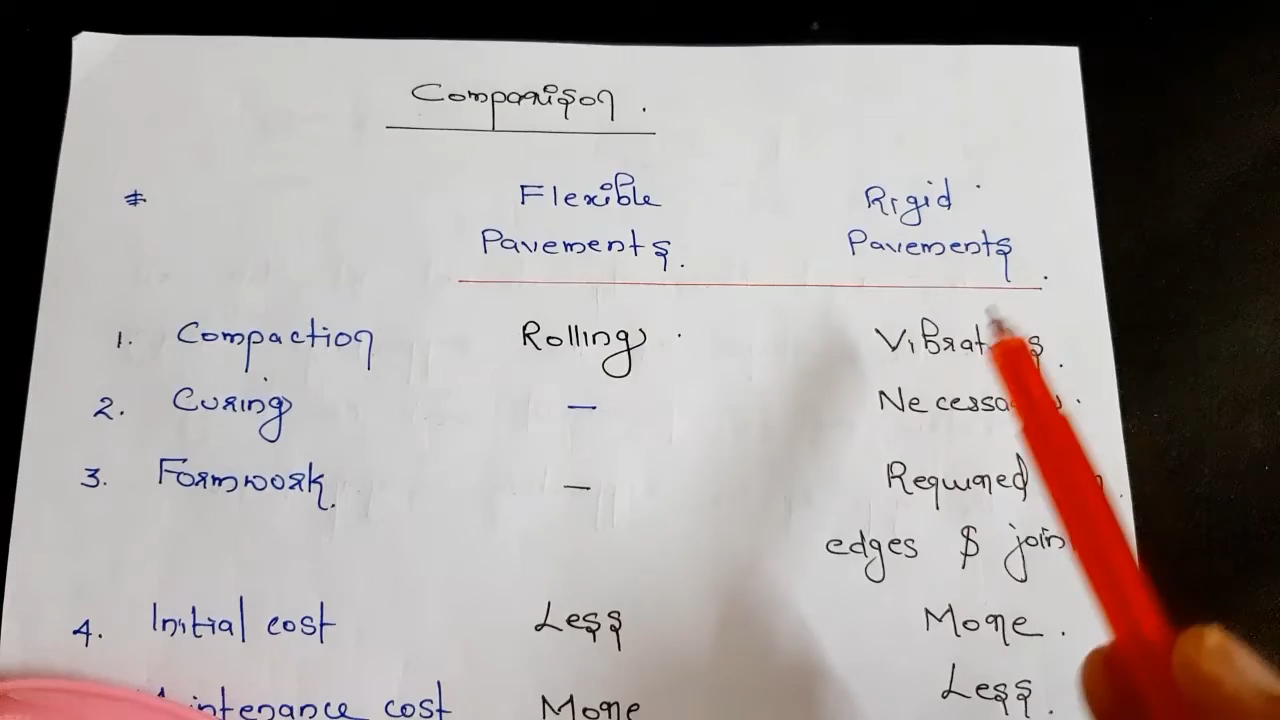 Comparison.
# Flexible Rigid
Pavements. Pavements.
1. Compaction Rolling. Vibrators.
2. Curing – Necessary.
3. Formwork. – Required
edges & join
4. Initial cost Less More.
Maintenance cost More Less.